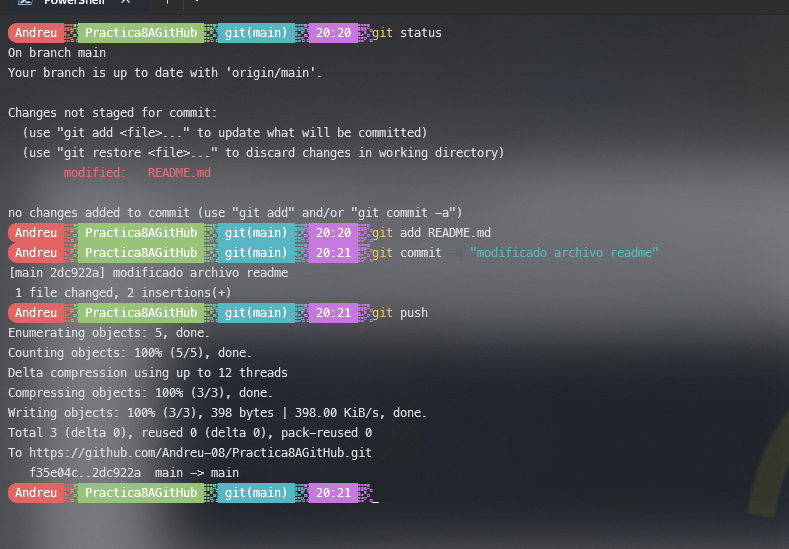 PowerShell
Andreu Practica8AGitHub git(main) 20:20 git status
On branch main
Your branch is up to date with 'origin/main'.
Changes not staged for commit:
(use "git add <file>..." to update what will be committed)
(use "git restore <file>..." to discard changes in working directory)
modified: README.md
no changes added to commit (use "git add" and/or "git commit -a")
Andreu Practica8AGitHub git(main) 20:20 git add README.md
Andreu Practica8AGitHub git(main) 20:21 git commit "modificado archivo readme"
[main 2dc922a] modificado archivo readme
1 file changed, 2 insertions(+)
Andreu Practica8AGitHub git(main) 20:21 git push
Enumerating objects: 5, done.
Counting objects: 100% (5/5), done.
Delta compression using up to 12 threads
Compressing objects: 100% (3/3), done.
Writing objects: 100% (3/3), 398 bytes | 398.00 KiB/s, done.
Total 3 (delta 0), reused 0 (delta 0), pack-reused 0
To https://github.com/Andreu-08/Practica8AGitHub.git
f35e04c..2dc922a main -> main
Andreu Practica8AGitHub git(main) 20:21